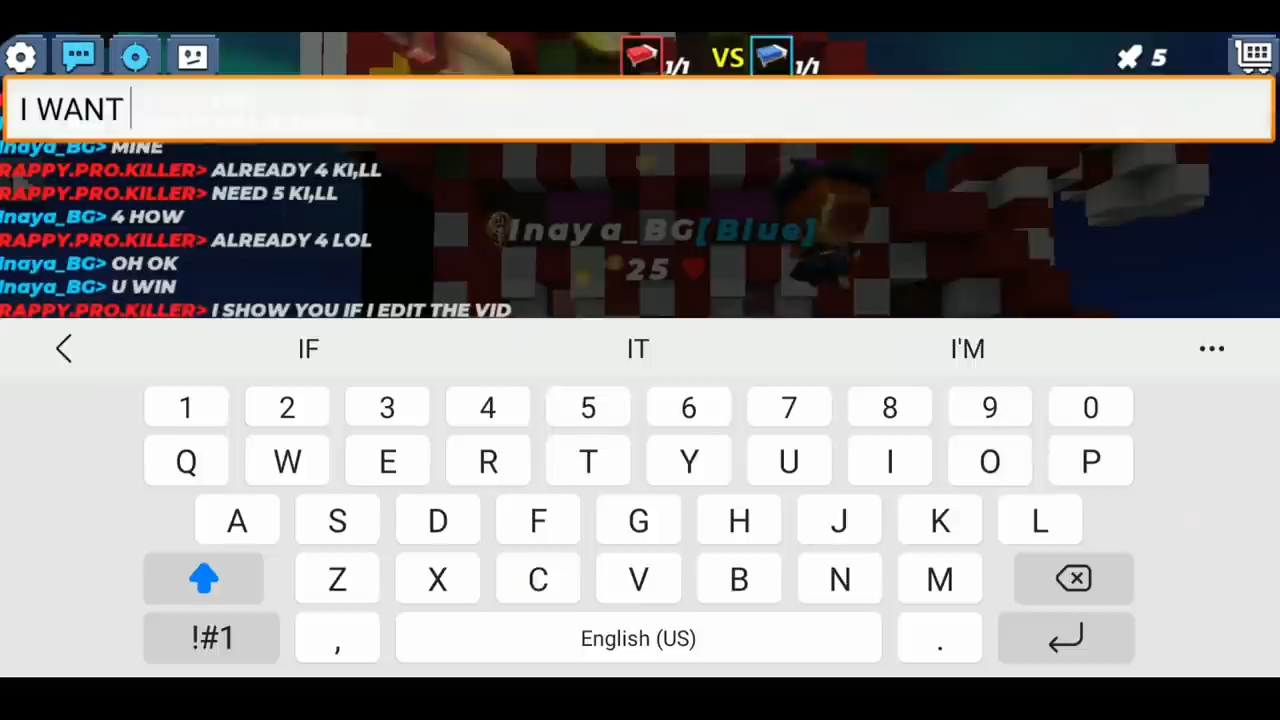 1/1 VS 1/1 5
I WANT
Inaya_BG> MINE
RAPPY.PRO.KILLER> ALREADY 4 KI,LL
RAPPY.PRO.KILLER> NEED 5 KI,LL
Inaya_BG> 4 HOW
RAPPY.PRO.KILLER> ALREADY 4 LOL
Inaya_BG> OH OK
Inaya_BG> U WIN
RAPPY.PRO.KILLER> I SHOW YOU IF I EDIT THE VID
Inaya_BG[Blue]
25
IF IT I'M ...
1 2 3 4 5 6 7 8 9 0
Q W E R T Y U I O P
A S D F G H J K L
Z X C V B N M
!#1 , English (US) .